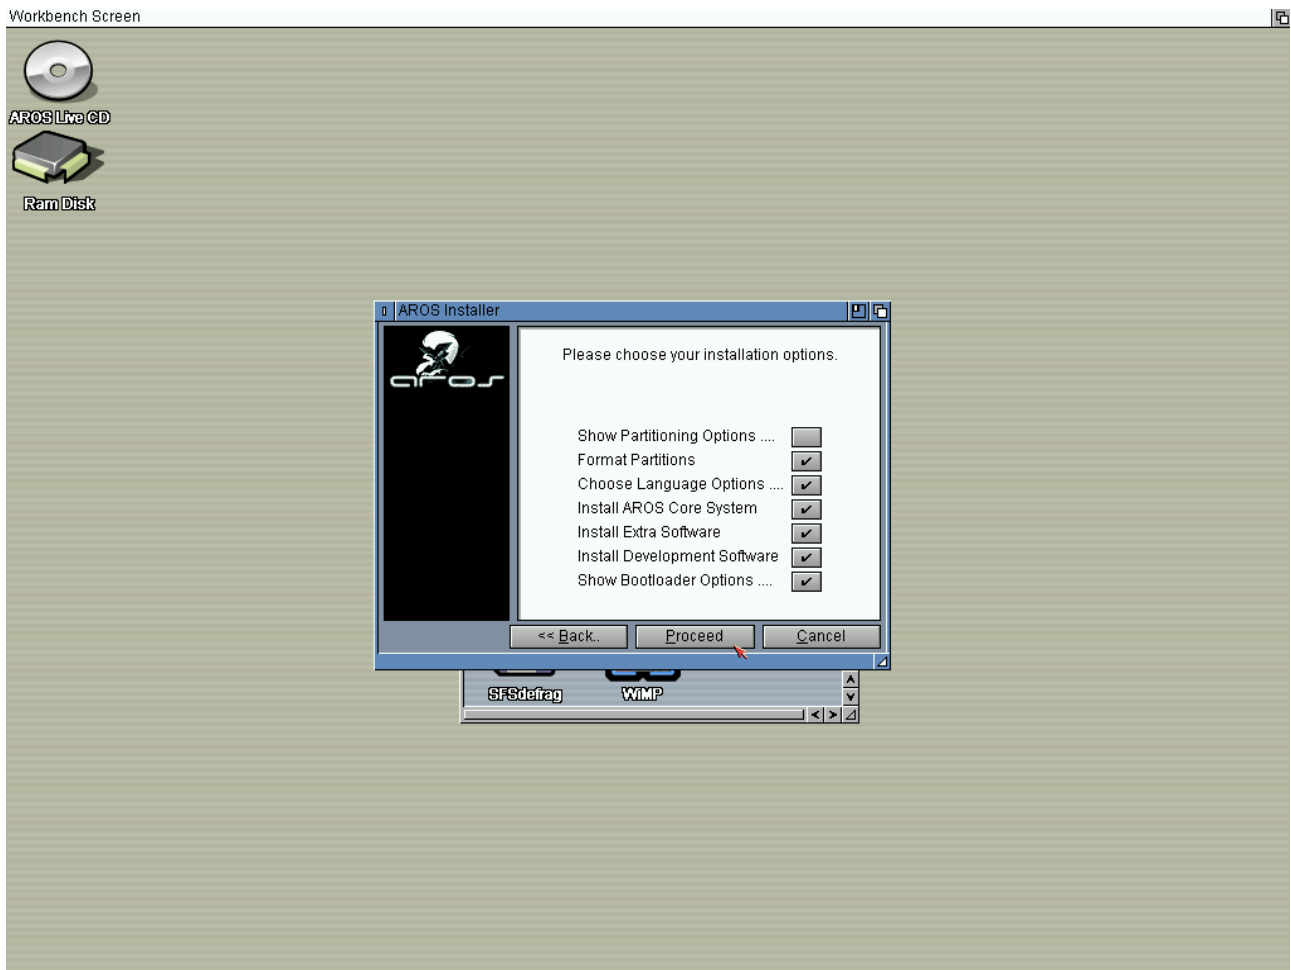 Workbench Screen
AROS Live CD
Ram Disk
AROS Installer
aros
Please choose your installation options.
Show Partitioning Options ....
Format Partitions
Choose Language Options ....
Install AROS Core System
Install Extra Software
Install Development Software
Show Bootloader Options ....
<< Back.. Proceed Cancel
SFSdefrag WiMP